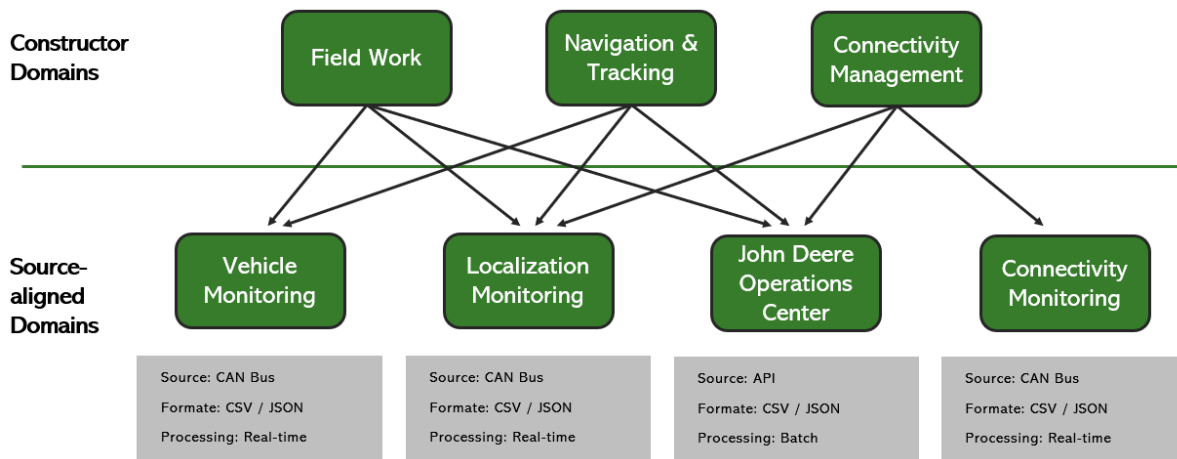 Constructor
Domains
Field Work
Navigation &
Tracking
Connectivity
Management
Source-
aligned
Domains
Vehicle
Monitoring
Localization
Monitoring
John Deere
Operations
Center
Connectivity
Monitoring
Source: CAN Bus
Formate: CSV / JSON
Processing: Real-time
Source: CAN Bus
Formate: CSV / JSON
Processing: Real-time
Source: API
Formate: CSV / JSON
Processing: Batch
Source: CAN Bus
Formate: CSV / JSON
Processing: Real-time